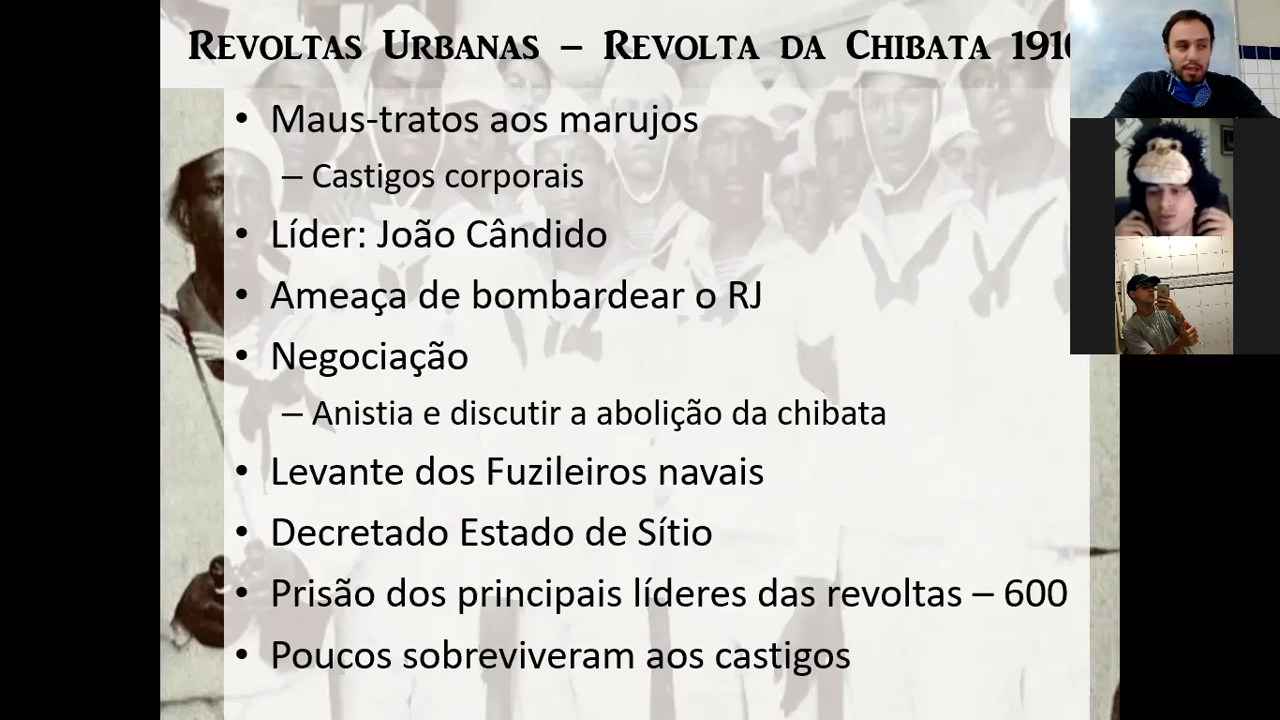 Revoltas Urbanas – Revolta da Chibata 1910
• Maus-tratos aos marujos
– Castigos corporais
• Líder: João Cândido
• Ameaça de bombardear o RJ
• Negociação
– Anistia e discutir a abolição da chibata
• Levante dos Fuzileiros navais
• Decretado Estado de Sítio
• Prisão dos principais líderes das revoltas – 600
• Poucos sobreviveram aos castigos